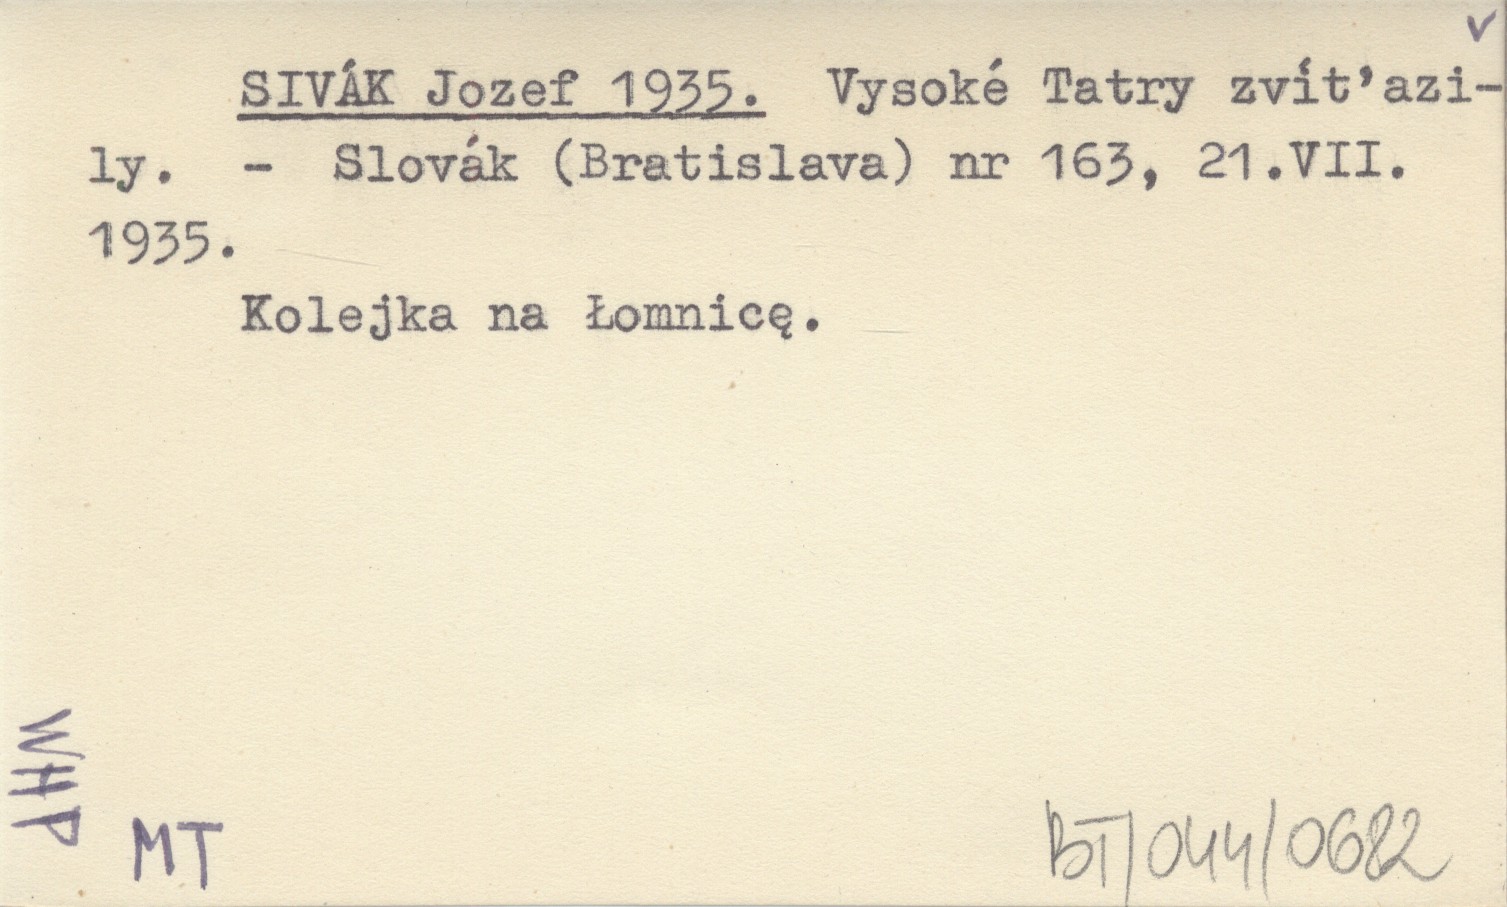 SIVÁK Jozef 1935. Vysoké Tatry zvít'azi-
ly. - Slovák (Bratislava) nr 163, 21.VII.
1935.
Kolejka na Łomnicę.
WHP
MT
BT/044/0682